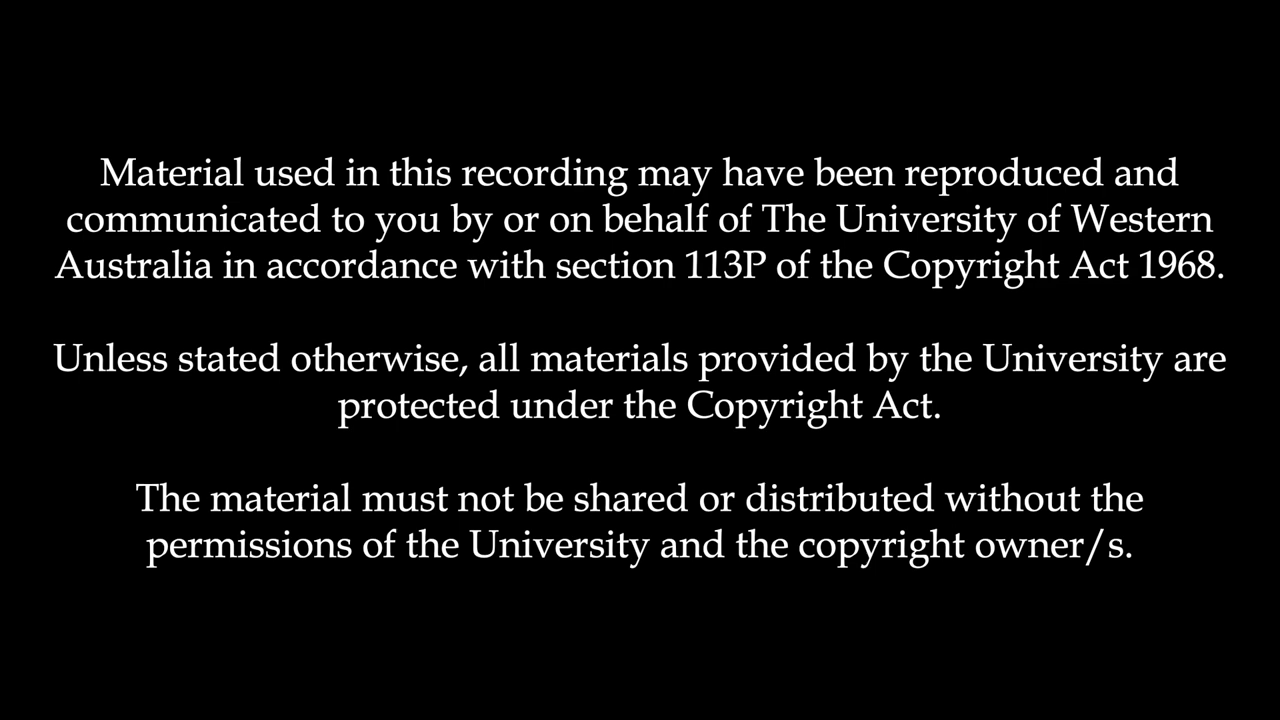 Material used in this recording may have been reproduced and
communicated to you by or on behalf of The University of Western
Australia in accordance with section 113P of the Copyright Act 1968.
Unless stated otherwise, all materials provided by the University are
protected under the Copyright Act.
The material must not be shared or distributed without the
permissions of the University and the copyright owner/s.